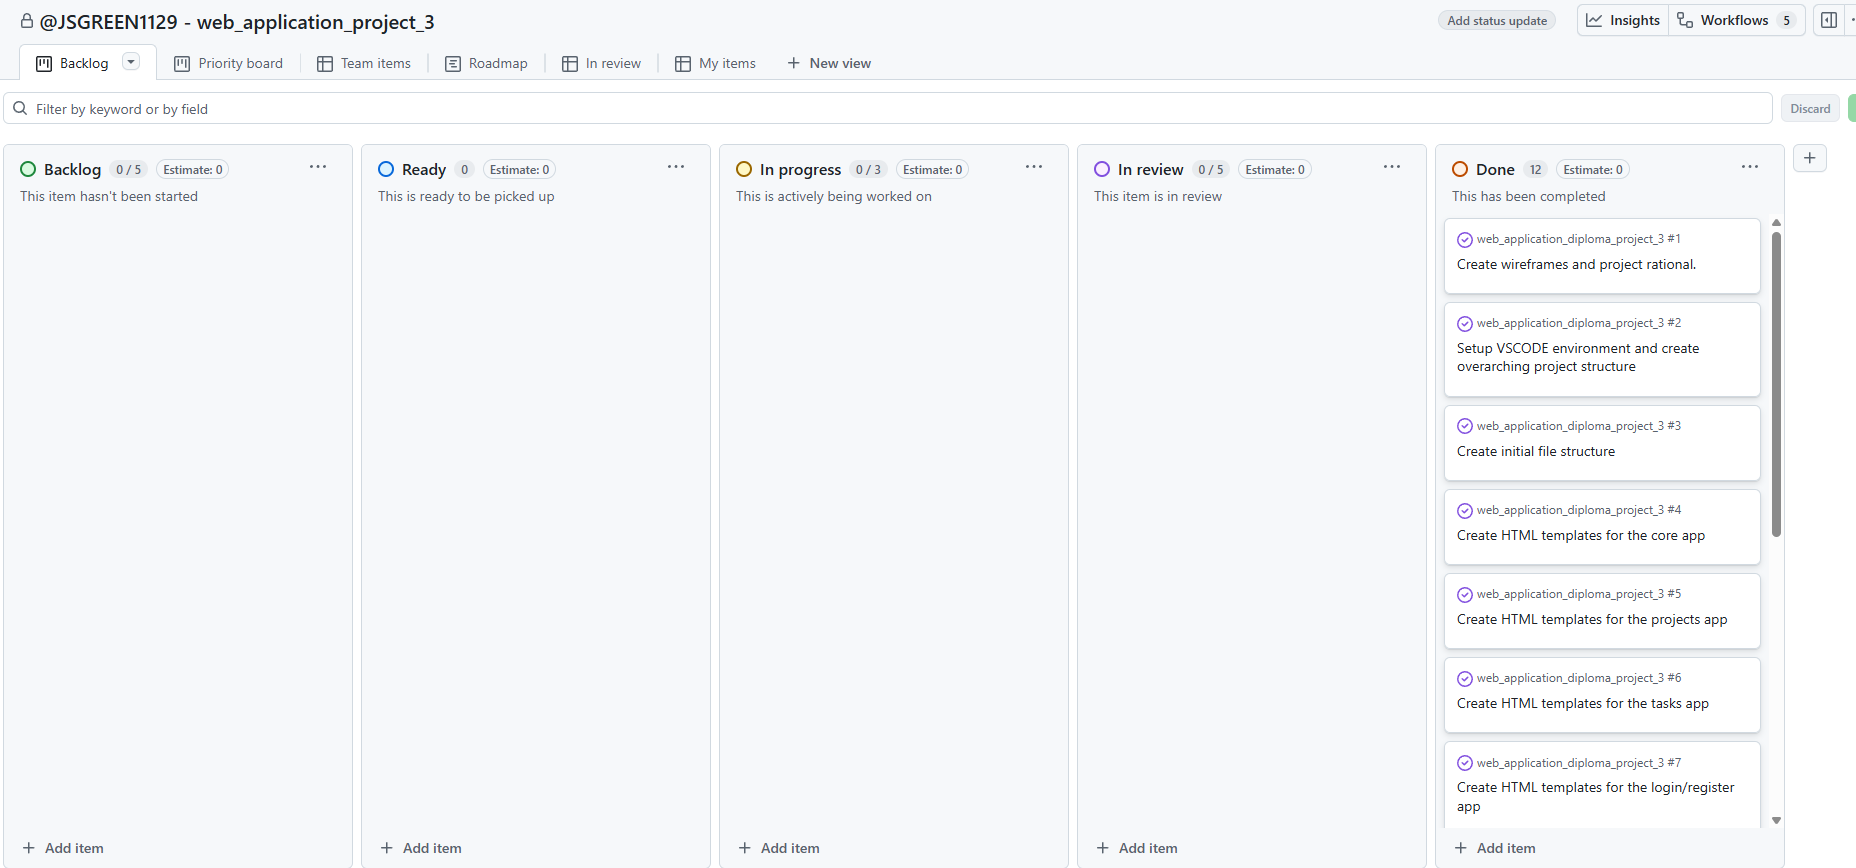 @JSGREEN1129 - web_application_project_3
Add status update
Insights
Workflows 5
Backlog
Priority board
Team items
Roadmap
In review
My items
New view
Filter by keyword or by field
Discard
Backlog 0 / 5 Estimate: 0
This item hasn't been started
Add item
Ready 0 Estimate: 0
This is ready to be picked up
Add item
In progress 0 / 3 Estimate: 0
This is actively being worked on
Add item
In review 0 / 5 Estimate: 0
This item is in review
Add item
Done 12 Estimate: 0
This has been completed
web_application_diploma_project_3 #1
Create wireframes and project rational.
web_application_diploma_project_3 #2
Setup VSCODE environment and create
overarching project structure
web_application_diploma_project_3 #3
Create initial file structure
web_application_diploma_project_3 #4
Create HTML templates for the core app
web_application_diploma_project_3 #5
Create HTML templates for the projects app
web_application_diploma_project_3 #6
Create HTML templates for the tasks app
web_application_diploma_project_3 #7
Create HTML templates for the login/register
app
Add item